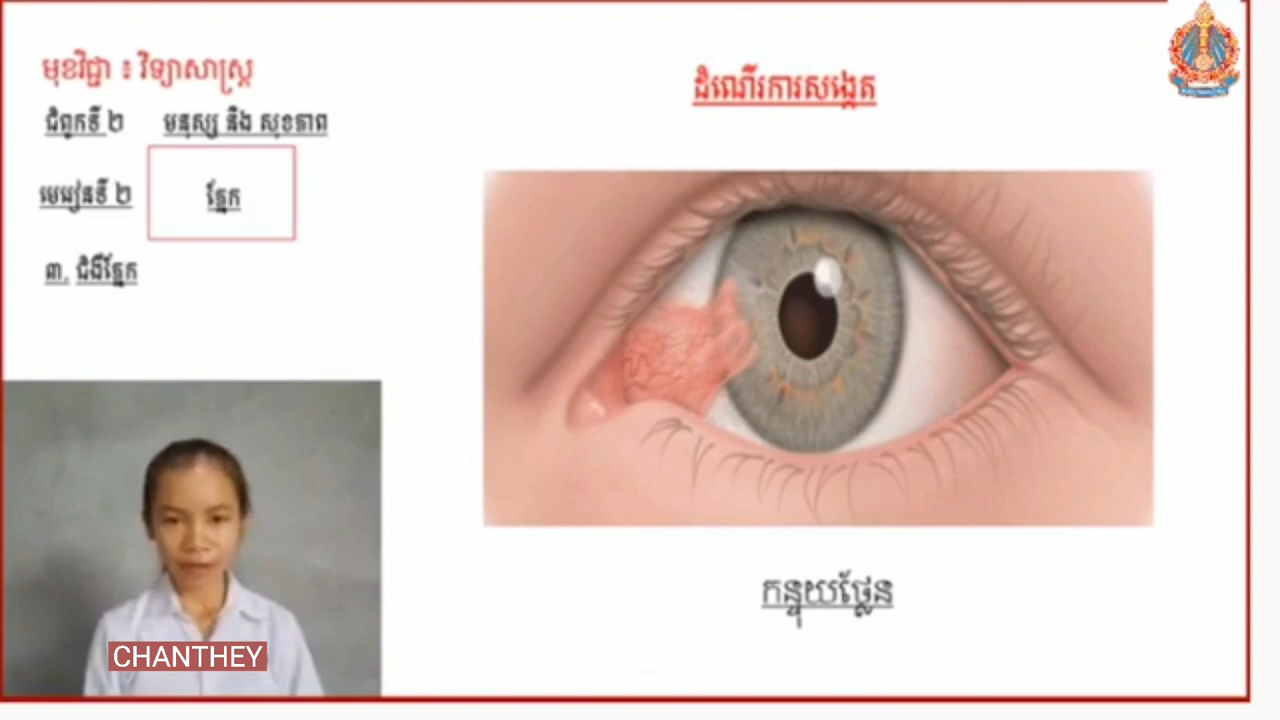 មុខវិជ្ជា ៖ វិទ្យាសាស្ត្រ
ជំពូកទី ២ មនុស្ស និង សុខភាព
មេរៀនទី ២ ភ្នែក
៣. ជំងឺភ្នែក
ដំណើរការសង្កេត
កន្ទុយថ្លែន
CHANTHEY